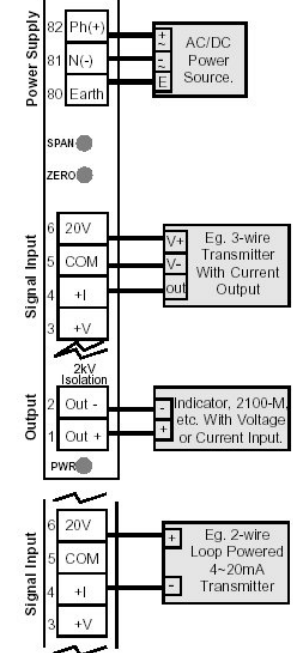 Power Supply
82 Ph(+)
81 N(-)
80 Earth
+
~
-
~
E
AC/DC
Power
Source.
SPAN
ZERO
Signal Input
6 20V
5 COM
4 +I
3 +V
V+
V-
out
Eg. 3-wire
Transmitter
With Current
Output
2kV
Isolation
Output
2 Out -
1 Out +
-
+
Indicator, 2100-M,
etc. With Voltage
or Current Input.
PWR
Signal Input
6 20V
5 COM
4 +I
3 +V
+
-
Eg. 2-wire
Loop Powered
4~20mA
Transmitter